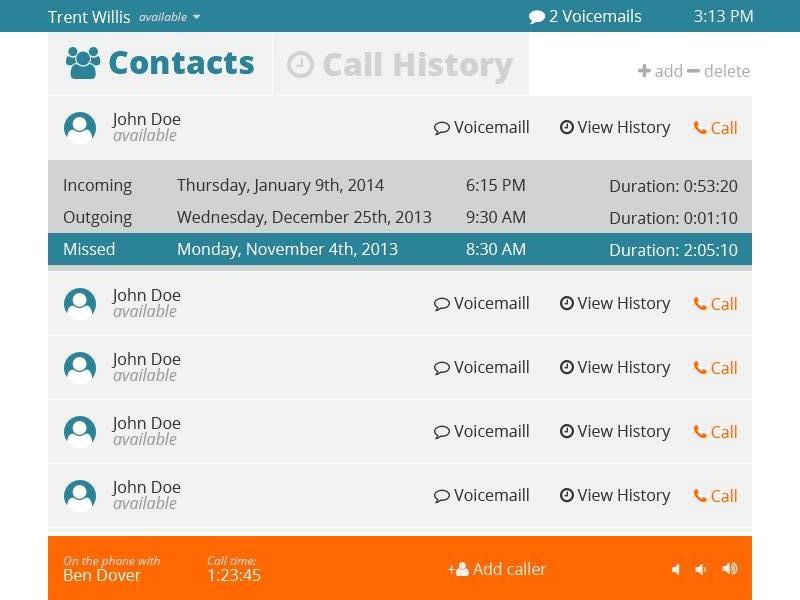 Trent Willis available 2 Voicemails 3:13 PM
Contacts Call History add delete
John Doe
available
Voicemaill View History Call
Incoming Thursday, January 9th, 2014 6:15 PM Duration: 0:53:20
Outgoing Wednesday, December 25th, 2013 9:30 AM Duration: 0:01:10
Missed Monday, November 4th, 2013 8:30 AM Duration: 2:05:10
John Doe
available
Voicemaill View History Call
John Doe
available
Voicemaill View History Call
John Doe
available
Voicemaill View History Call
John Doe
available
Voicemaill View History Call
On the phone with Call time:
Ben Dover 1:23:45
Add caller